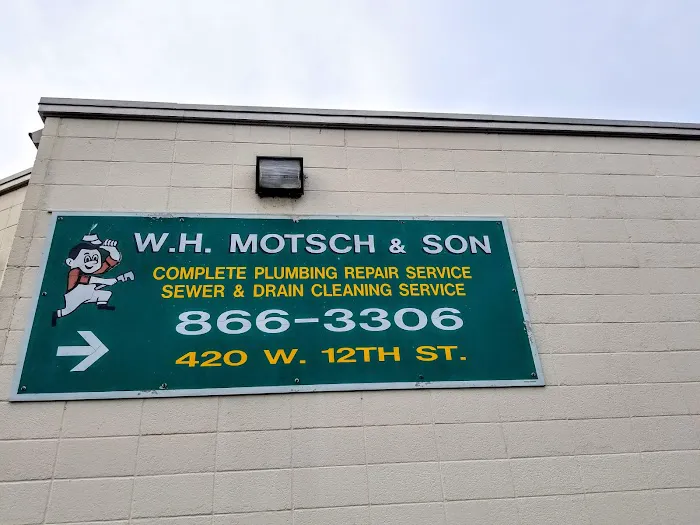 W.H. MOTSCH & SON
COMPLETE PLUMBING REPAIR SERVICE
SEWER & DRAIN CLEANING SERVICE
866-3306
420 W. 12TH ST.